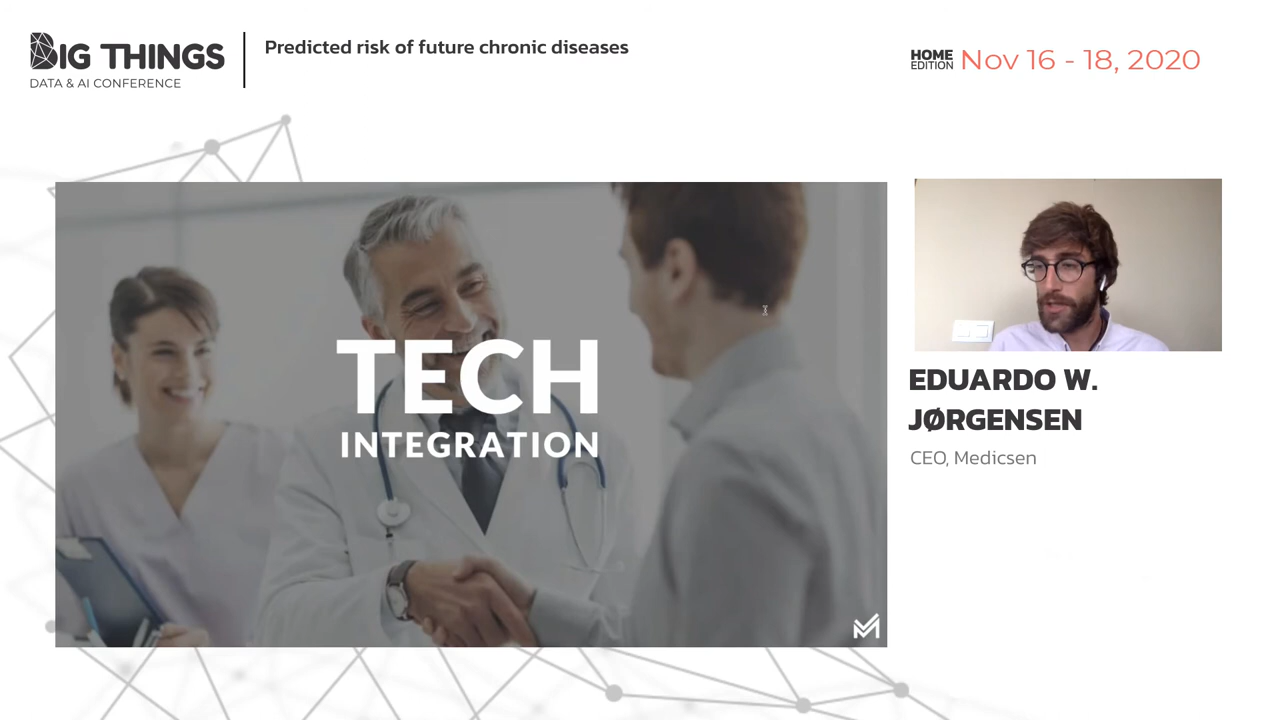 BIG THINGS
DATA & AI CONFERENCE
Predicted risk of future chronic diseases
HOME
EDITION
Nov 16 - 18, 2020
TECH
INTEGRATION
EDUARDO W.
JØRGENSEN
CEO, Medicsen